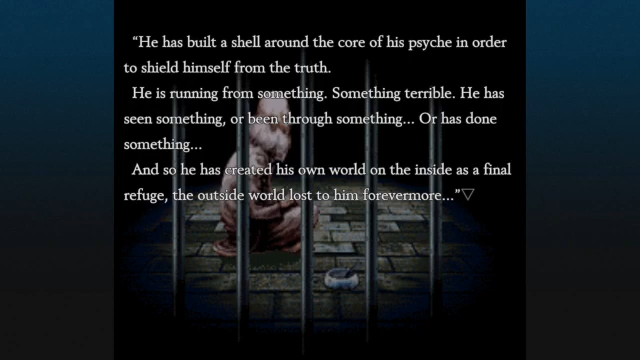 “He has built a shell around the core of his psyche in order
to shield himself from the truth.
He is running from something. Something terrible. He has
seen something, or been through something... Or has done
something...
And so he has created his own world on the inside as a final
refuge, the outside world lost to him forevermore...”▽